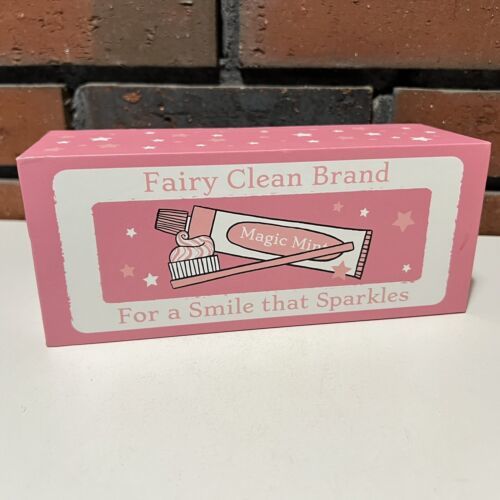 Fairy Clean Brand
Magic Mint
For a Smile that Sparkles